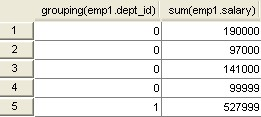 grouping(emp1.dept_id) sum(emp1.salary)
1 0 190000
2 0 97000
3 0 141000
4 0 99999
5 1 527999